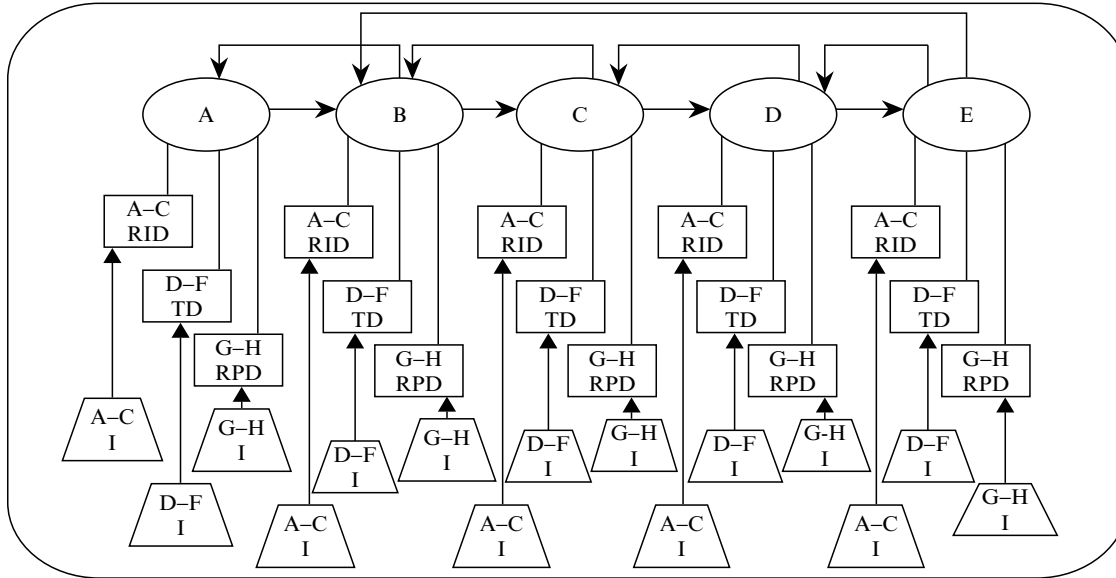 A
B
C
D
E
A–C
RID
A–C
RID
A–C
RID
A–C
RID
A–C
RID
D–F
TD
D–F
TD
D–F
TD
D–F
TD
D–F
TD
G–H
RPD
G–H
RPD
G–H
RPD
G–H
RPD
G–H
RPD
A–C
I
G–H
I
D–F
I
G–H
I
D–F
I
G–H
I
D–F
I
G-H
I
D–F
I
D–F
I
A–C
I
A–C
I
A–C
I
A–C
I
G–H
I